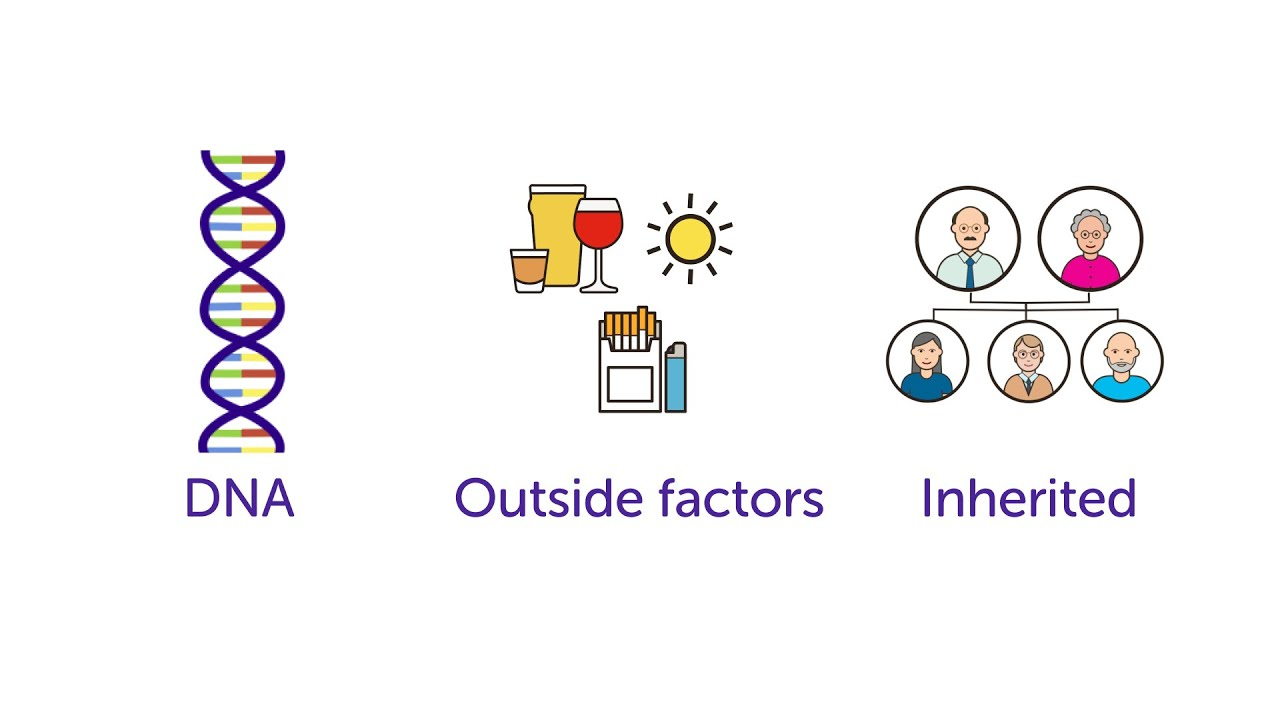 DNA
Outside factors
Inherited